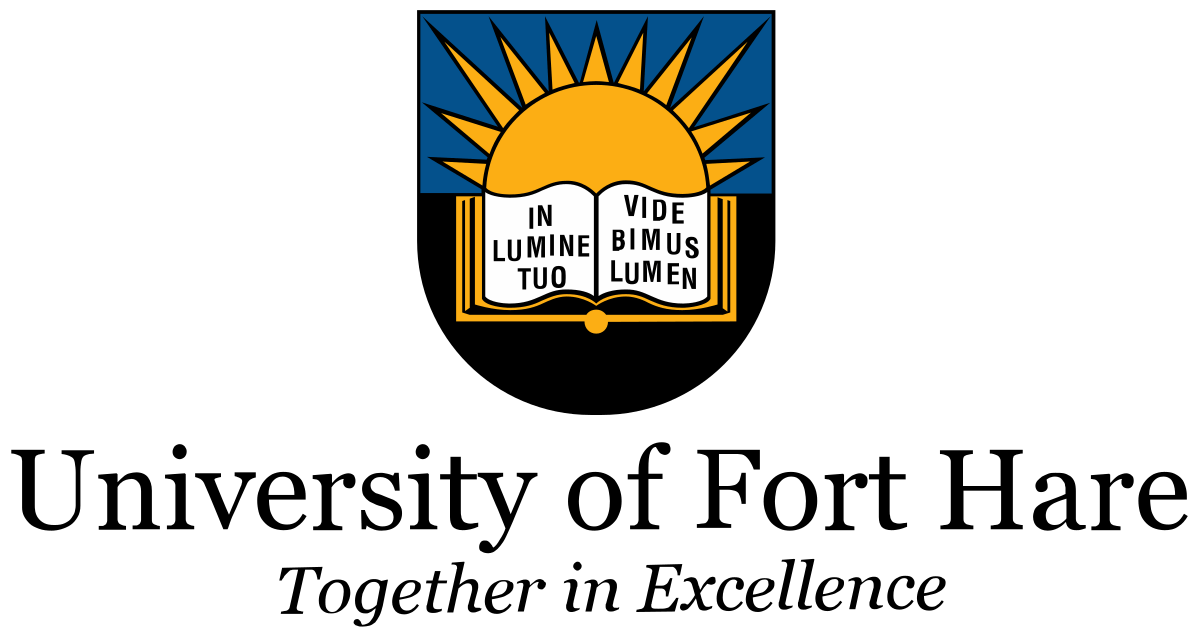 IN
LUMINE
TUO
VIDE
BIMUS
LUMEN
University of Fort Hare
Together in Excellence